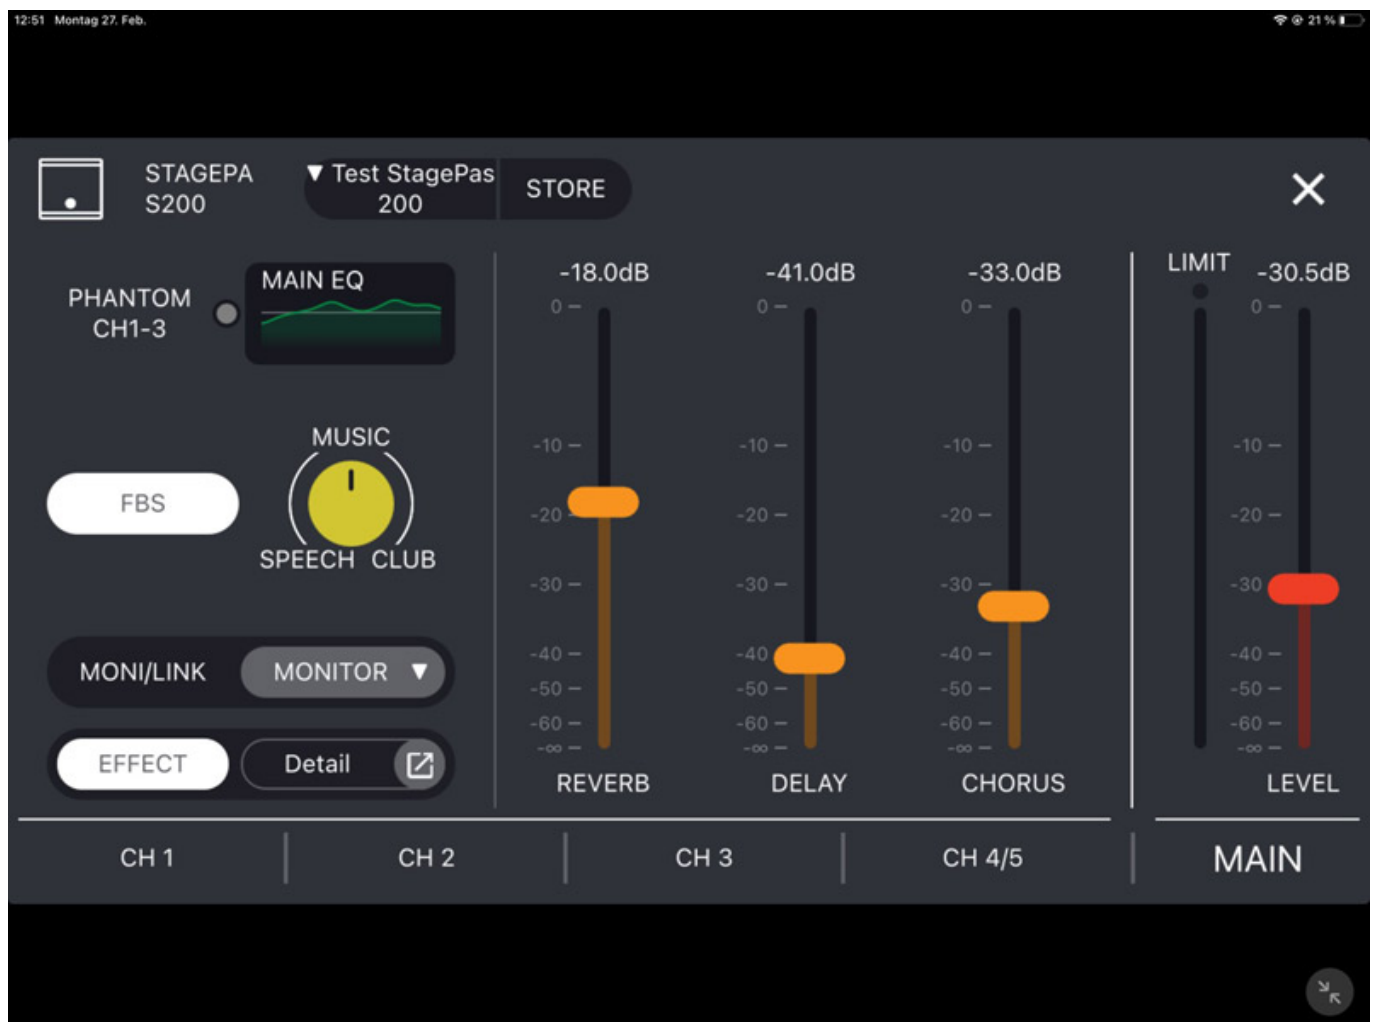 12:51 Montag 27. Feb.
21 %
STAGEPA
S200
▼ Test StagePas
200
STORE
PHANTOM
CH1-3
MAIN EQ
MUSIC
SPEECH CLUB
FBS
MONI/LINK MONITOR ▼
EFFECT Detail
-18.0dB
0
-10
-20
-30
-40
-50
-60
-∞
REVERB
-41.0dB
0
-10
-20
-30
-40
-50
-60
-∞
DELAY
-33.0dB
0
-10
-20
-30
-40
-50
-60
-∞
CHORUS
LIMIT
-30.5dB
0
-10
-20
-30
-40
-50
-60
-∞
LEVEL
CH 1 CH 2 CH 3 CH 4/5 MAIN